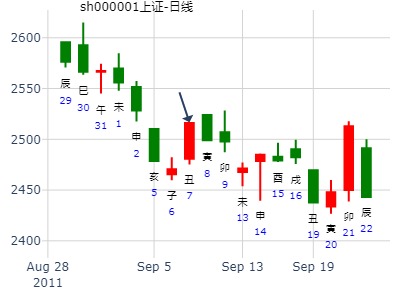 sh000001上证-日线
2600
2550
2500
2450
2400
辰
29
巳
30
午
31
未
1
申
2
亥
5
子
6
丑
7
寅
8
卯
9
未
13
申
14
酉
15
戌
16
丑
19
寅
20
卯
21
辰
22
Aug 28
2011
Sep 5
Sep 13
Sep 19